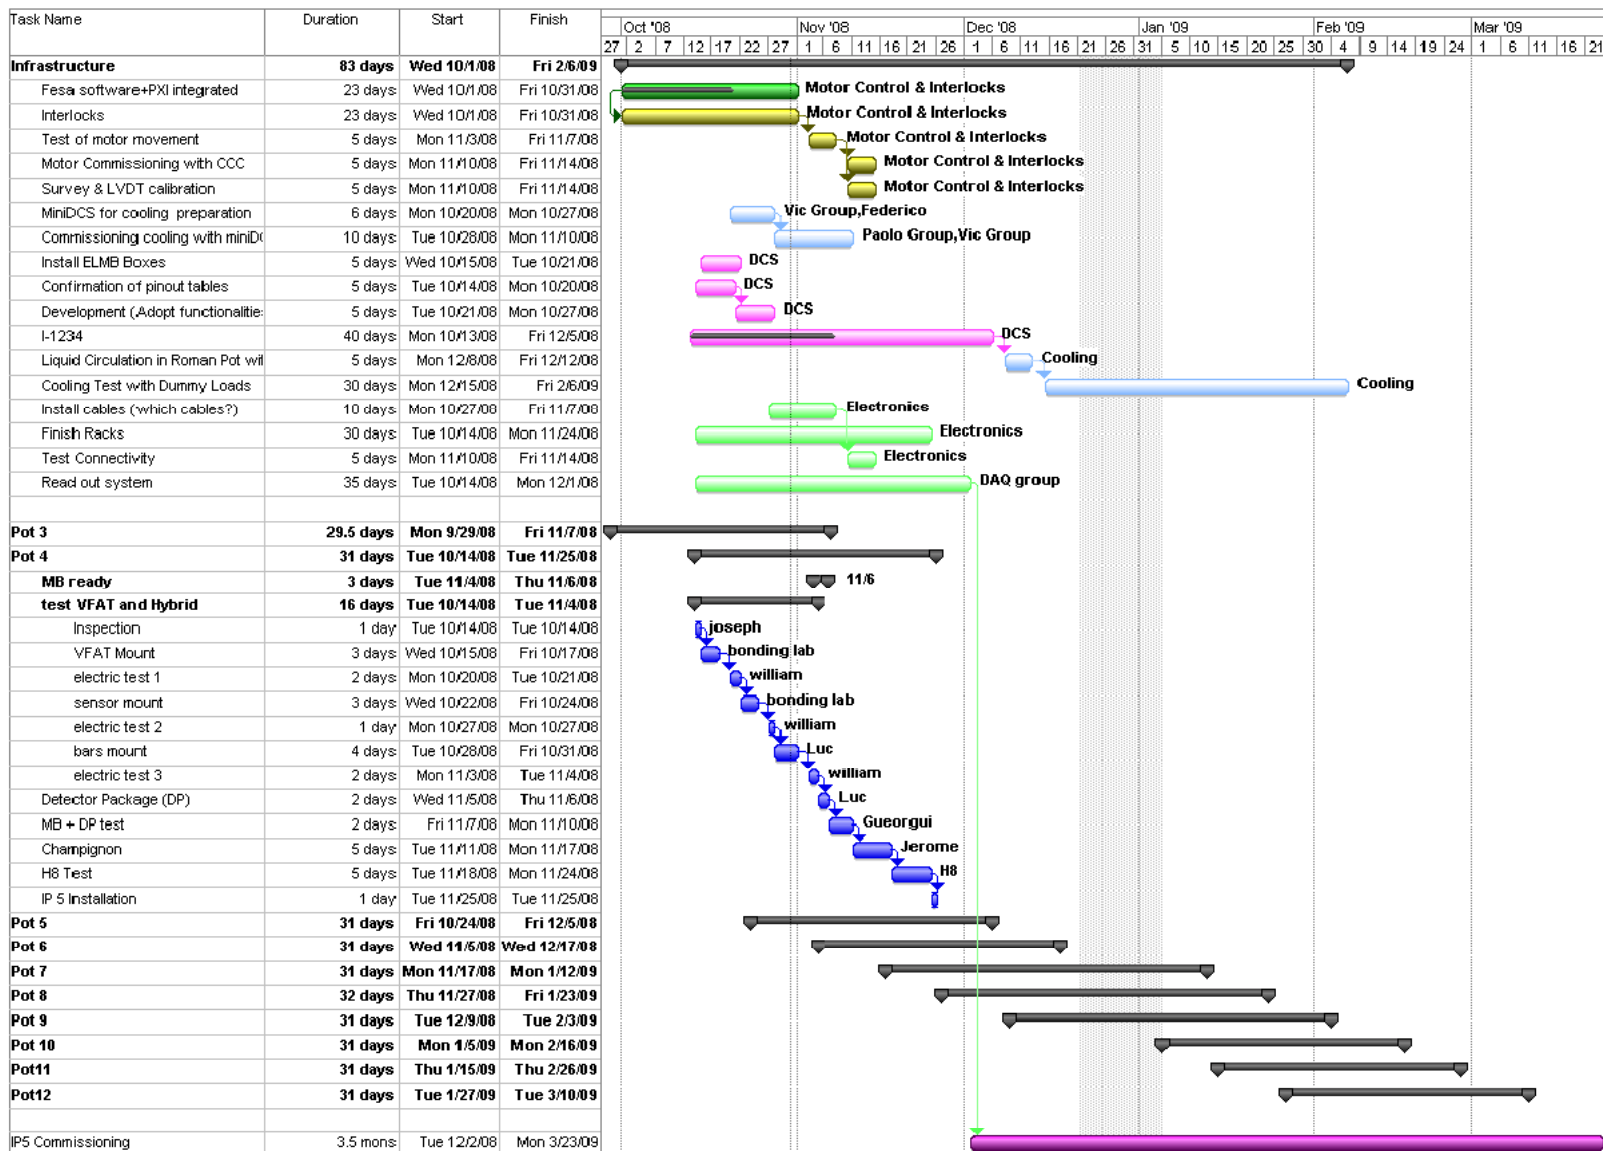 Task Name Duration Start Finish Oct '08 Nov '08 Dec '08 Jan '09 Feb '09 Mar '09
27 2 7 12 17 22 27 1 6 11 16 21 26 1 6 11 16 21 26 31 5 10 15 20 25 30 4 9 14 19 24 1 6 11 16 21
Infrastructure 83 days Wed 10/1/08 Fri 2/6/09
Fesa software+PXI integrated 23 days Wed 10/1/08 Fri 10/31/08 Motor Control & Interlocks
Interlocks 23 days Wed 10/1/08 Fri 10/31/08 Motor Control & Interlocks
Test of motor movement 5 days Mon 11/3/08 Fri 11/7/08 Motor Control & Interlocks
Motor Commissioning with CCC 5 days Mon 11/10/08 Fri 11/14/08 Motor Control & Interlocks
Survey & LVDT calibration 5 days Mon 11/10/08 Fri 11/14/08 Motor Control & Interlocks
MiniDCS for cooling preparation 6 days Mon 10/20/08 Mon 10/27/08 Vic Group,Federico
Commissioning cooling with miniD 10 days Tue 10/28/08 Mon 11/10/08 Paolo Group,Vic Group
Install ELMB Boxes 5 days Wed 10/15/08 Tue 10/21/08 DCS
Confirmation of pinout tables 5 days Tue 10/14/08 Mon 10/20/08 DCS
Development (Adopt functionalitie 5 days Tue 10/21/08 Mon 10/27/08 DCS
I-1234 40 days Mon 10/13/08 Fri 12/5/08 DCS
Liquid Circulation in Roman Pot wit 5 days Mon 12/8/08 Fri 12/12/08 Cooling
Cooling Test with Dummy Loads 30 days Mon 12/15/08 Fri 2/6/09 Cooling
Install cables (which cables?) 10 days Mon 10/27/08 Fri 11/7/08 Electronics
Finish Racks 30 days Tue 10/14/08 Mon 11/24/08 Electronics
Test Connectivity 5 days Mon 11/10/08 Fri 11/14/08 Electronics
Read out system 35 days Tue 10/14/08 Mon 12/1/08 DAQ group
Pot 3 29.5 days Mon 9/29/08 Fri 11/7/08
Pot 4 31 days Tue 10/14/08 Tue 11/25/08
MB ready 3 days Tue 11/4/08 Thu 11/6/08 11/6
test VFAT and Hybrid 16 days Tue 10/14/08 Tue 11/4/08
Inspection 1 day Tue 10/14/08 Tue 10/14/08 joseph
VFAT Mount 3 days Wed 10/15/08 Fri 10/17/08 bonding lab
electric test 1 2 days Mon 10/20/08 Tue 10/21/08 william
sensor mount 3 days Wed 10/22/08 Fri 10/24/08 bonding lab
electric test 2 1 day Mon 10/27/08 Mon 10/27/08 william
bars mount 4 days Tue 10/28/08 Fri 10/31/08 Luc
electric test 3 2 days Mon 11/3/08 Tue 11/4/08 william
Detector Package (DP) 2 days Wed 11/5/08 Thu 11/6/08 Luc
MB + DP test 2 days Fri 11/7/08 Mon 11/10/08 Gueorgui
Champignon 5 days Tue 11/11/08 Mon 11/17/08 Jerome
H8 Test 5 days Tue 11/18/08 Mon 11/24/08 H8
IP 5 Installation 1 day Tue 11/25/08 Tue 11/25/08
Pot 5 31 days Fri 10/24/08 Fri 12/5/08
Pot 6 31 days Wed 11/5/08 Wed 12/17/08
Pot 7 31 days Mon 11/17/08 Mon 1/12/09
Pot 8 32 days Thu 11/27/08 Fri 1/23/09
Pot 9 31 days Tue 12/9/08 Tue 2/3/09
Pot 10 31 days Mon 1/5/09 Mon 2/16/09
Pot11 31 days Thu 1/15/09 Thu 2/26/09
Pot12 31 days Tue 1/27/09 Tue 3/10/09
IP5 Commissioning 3.5 mons Tue 12/2/08 Mon 3/23/09